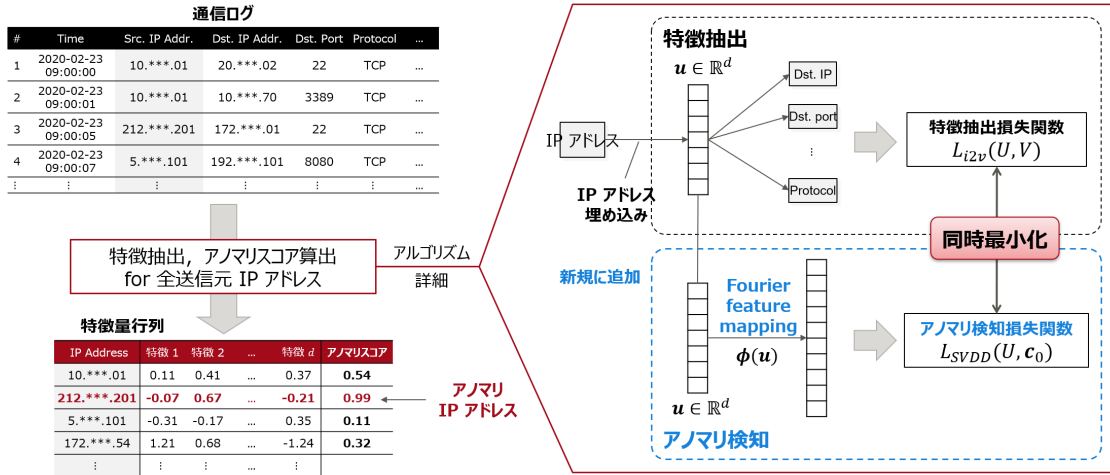 通信ログ
# Time Src. IP Addr. Dst. IP Addr. Dst. Port Protocol ...
1 2020-02-23 09:00:00 10.***.01 20.***.02 22 TCP ...
2 2020-02-23 09:00:01 10.***.01 10.***.70 3389 TCP ...
3 2020-02-23 09:00:05 212.***.201 172.***.01 22 TCP ...
4 2020-02-23 09:00:07 5.***.101 192.***.101 8080 TCP ...
⋮ ⋮ ⋮ ⋮ ⋮ ⋮ ...
特徴抽出，アノマリスコア算出
for 全送信元 IP アドレス
アルゴリズム
詳細
特徴量行列
IP Address 特徴 1 特徴 2 ... 特徴 d アノマリスコア
10.***.01 0.11 0.41 ... 0.37 0.54
212.***.201 -0.07 0.67 ... -0.21 0.99
5.***.101 -0.31 -0.17 ... 0.35 0.11
172.***.54 1.21 0.68 ... -1.24 0.32
⋮ ⋮ ⋮ ⋮ ⋮
アノマリ
IP アドレス
特徴抽出
u ∈ ℝ^d
IP アドレス
IP アドレス
埋め込み
Dst. IP
Dst. port
⋮
Protocol
特徴抽出損失関数
L_{i2v}(U, V)
同時最小化
新規に追加
Fourier
feature
mapping
ϕ(u)
u ∈ ℝ^d
アノマリ検知損失関数
L_{SVDD}(U, c_0)
アノマリ検知